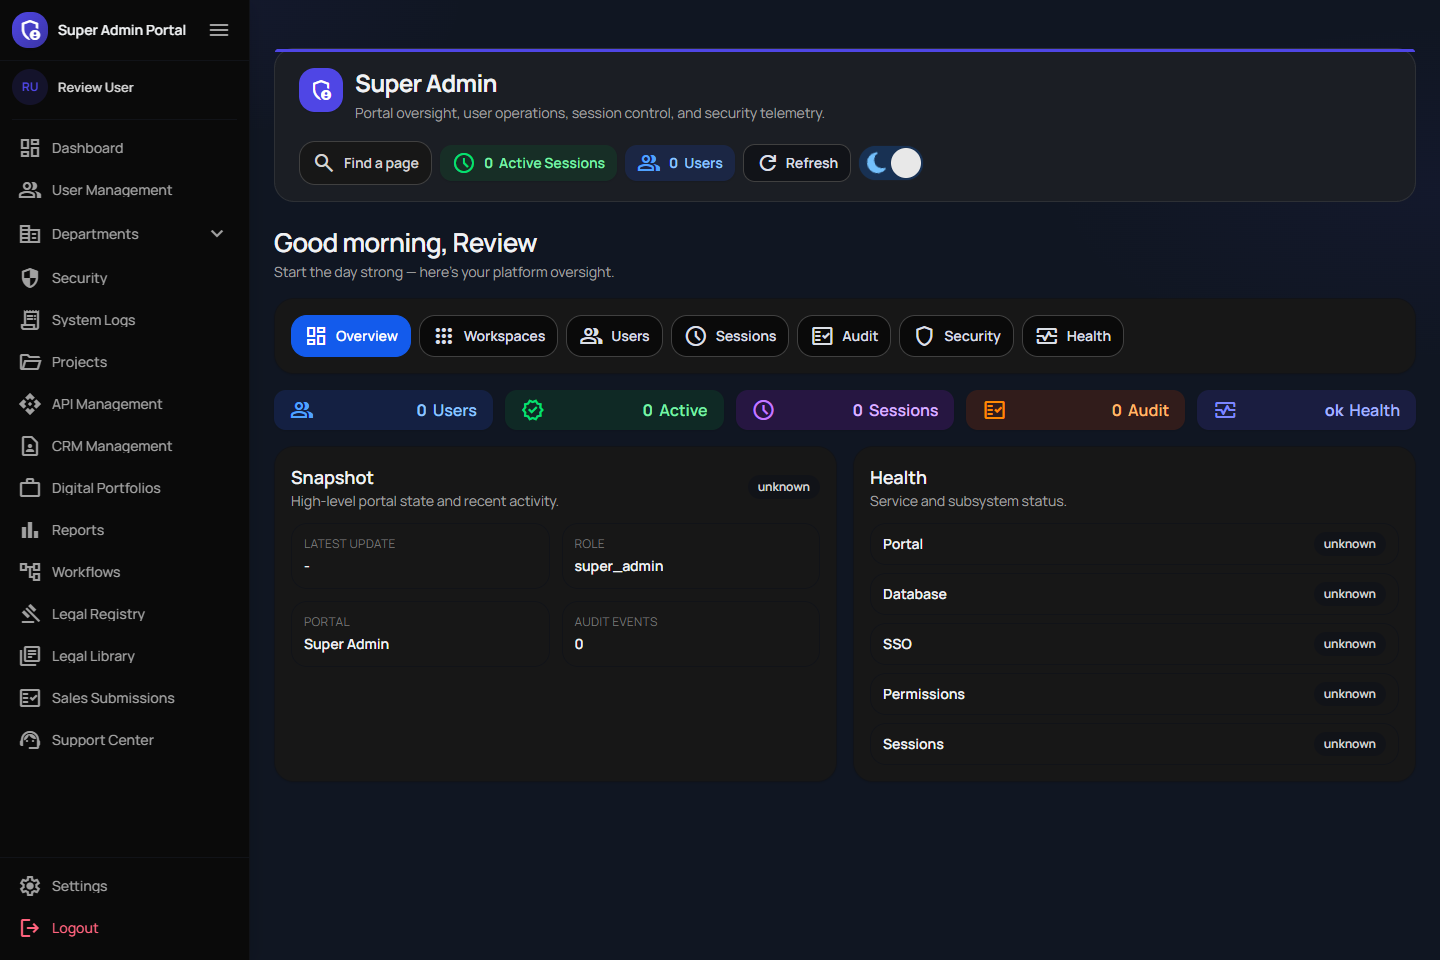 Super Admin Portal
RU
Review User
Dashboard
User Management
Departments
Security
System Logs
Projects
API Management
CRM Management
Digital Portfolios
Reports
Workflows
Legal Registry
Legal Library
Sales Submissions
Support Center
Settings
Logout
Super Admin
Portal oversight, user operations, session control, and security telemetry.
Find a page
0 Active Sessions
0 Users
Refresh
Good morning, Review
Start the day strong — here's your platform oversight.
Overview
Workspaces
Users
Sessions
Audit
Security
Health
0 Users
0 Active
0 Sessions
0 Audit
ok Health
Snapshot
High-level portal state and recent activity.
unknown
LATEST UPDATE
-
ROLE
super_admin
PORTAL
Super Admin
AUDIT EVENTS
0
Health
Service and subsystem status.
Portal
unknown
Database
unknown
SSO
unknown
Permissions
unknown
Sessions
unknown